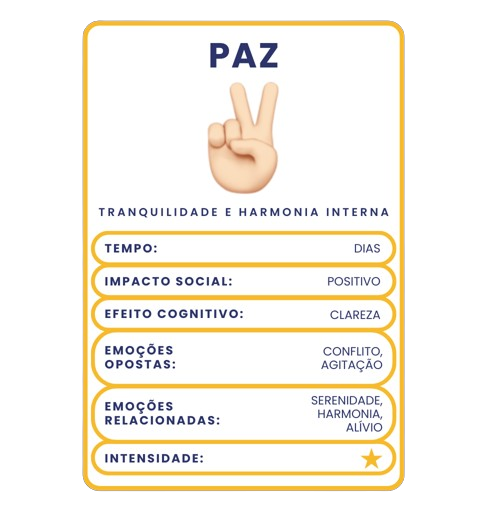 PAZ
TRANQUILIDADE E HARMONIA INTERNA
TEMPO: DIAS
IMPACTO SOCIAL: POSITIVO
EFEITO COGNITIVO: CLAREZA
EMOÇÕES
OPOSTAS:
CONFLITO,
AGITAÇÃO
EMOÇÕES
RELACIONADAS:
SERENIDADE,
HARMONIA,
ALÍVIO
INTENSIDADE: